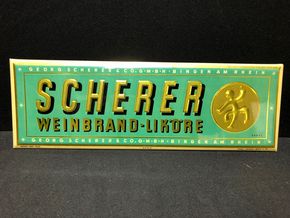 GEORG SCHERER & CO. G·M·B·H · BINGEN AM RHEIN
SCHERER
WEINBRAND-LIKÖRE
GEORG SCHERER & CO. G·M·B·H · BINGEN AM RHEIN